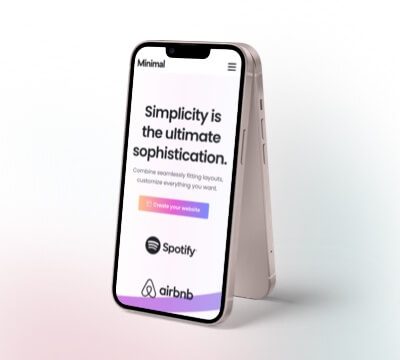 Minimal
Simplicity is
the ultimate
sophistication.
Combine seamlessly fitting layouts,
customize everything you want.
Create your website
Spotify
airbnb